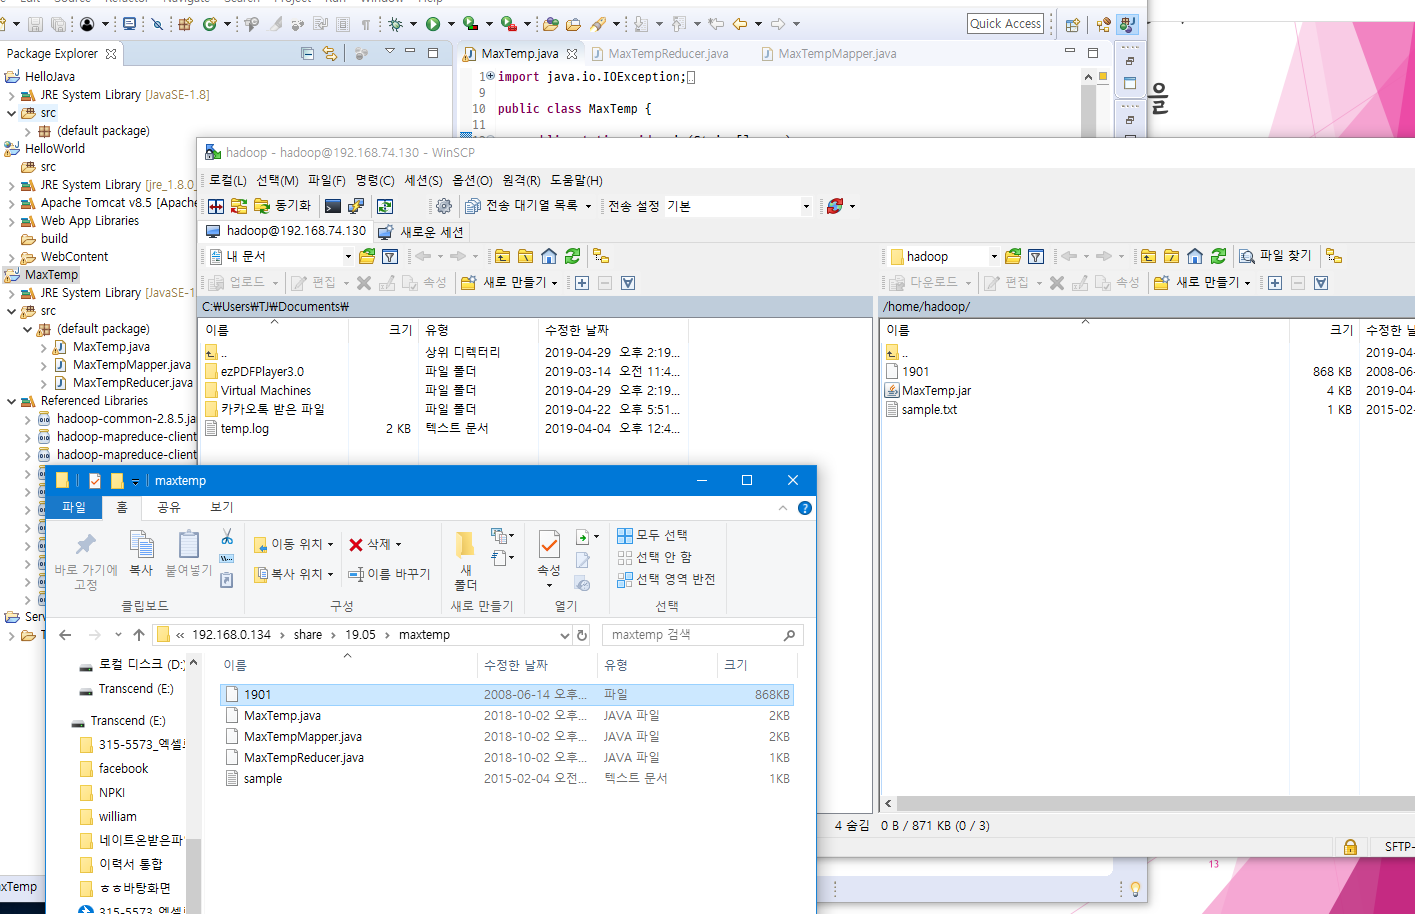 Quick Access
Package Explorer
HelloJava
JRE System Library [JavaSE-1.8]
src
(default package)
HelloWorld
src
JRE System Library [jre_1.8.0_
Apache Tomcat v8.5 [Apache
Web App Libraries
build
WebContent
MaxTemp
JRE System Library [JavaSE-1
src
(default package)
MaxTemp.java
MaxTempMapper.java
MaxTempReducer.java
Referenced Libraries
hadoop-common-2.8.5.ja
hadoop-mapreduce-client
hadoop-mapreduce-client
MaxTemp.java
MaxTempReducer.java
MaxTempMapper.java
1 import java.io.IOException;
9
10 public class MaxTemp {
11
을
hadoop - hadoop@192.168.74.130 - WinSCP
로컬(L) 선택(M) 파일(F) 명령(C) 세션(S) 옵션(O) 원격(R) 도움말(H)
동기화 전송 대기열 목록 전송 설정 기본
hadoop@192.168.74.130 새로운 세션
내 문서
업로드 편집 속성 새로 만들기
C:₩Users₩TJ₩Documents₩
이름 크기 유형 수정한 날짜
.. 상위 디렉터리 2019-04-29 오후 2:19...
ezPDFPlayer3.0 파일 폴더 2019-03-14 오전 11:4...
Virtual Machines 파일 폴더 2019-04-29 오후 2:19...
카카오톡 받은 파일 파일 폴더 2019-04-22 오후 5:51...
temp.log 2 KB 텍스트 문서 2019-04-04 오후 12:4...
hadoop 파일 찾기
다운로드 편집 속성 새로 만들기
/home/hadoop/
이름 크기 수정한 날
.. 2019-04-
1901 868 KB 2008-06-
MaxTemp.jar 4 KB 2019-04-
sample.txt 1 KB 2015-02-
4 숨김 0 B / 871 KB (0 / 3)
SFTP-
13
maxtemp
파일 홈 공유 보기
바로 가기에 고정
복사
붙여넣기
클립보드
이동 위치
복사 위치
삭제
이름 바꾸기
구성
새 폴더
새로 만들기
속성
열기
모두 선택
선택 안 함
선택 영역 반전
선택
« 192.168.0.134 › share › 19.05 › maxtemp
maxtemp 검색
로컬 디스크 (D:)
Transcend (E:)
Transcend (E:)
315-5573_엑셀
facebook
NPKI
william
네이트온받은파
이력서 통합
ㅎㅎ바탕화면
315-5573_엑셀
이름 수정한 날짜 유형 크기
1901 2008-06-14 오후... 파일 868KB
MaxTemp.java 2018-10-02 오후... JAVA 파일 2KB
MaxTempMapper.java 2018-10-02 오후... JAVA 파일 2KB
MaxTempReducer.java 2018-10-02 오후... JAVA 파일 1KB
sample 2015-02-04 오전... 텍스트 문서 1KB
Serv
xTemp